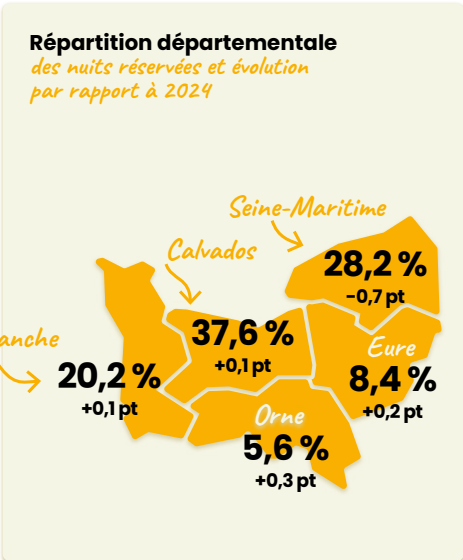 Répartition départementale
des nuits réservées et évolution
par rapport à 2024
Seine-Maritime
28,2 %
-0,7 pt
Calvados
37,6 %
+0,1 pt
anche
20,2 %
+0,1 pt
Eure
8,4 %
+0,2 pt
Orne
5,6 %
+0,3 pt